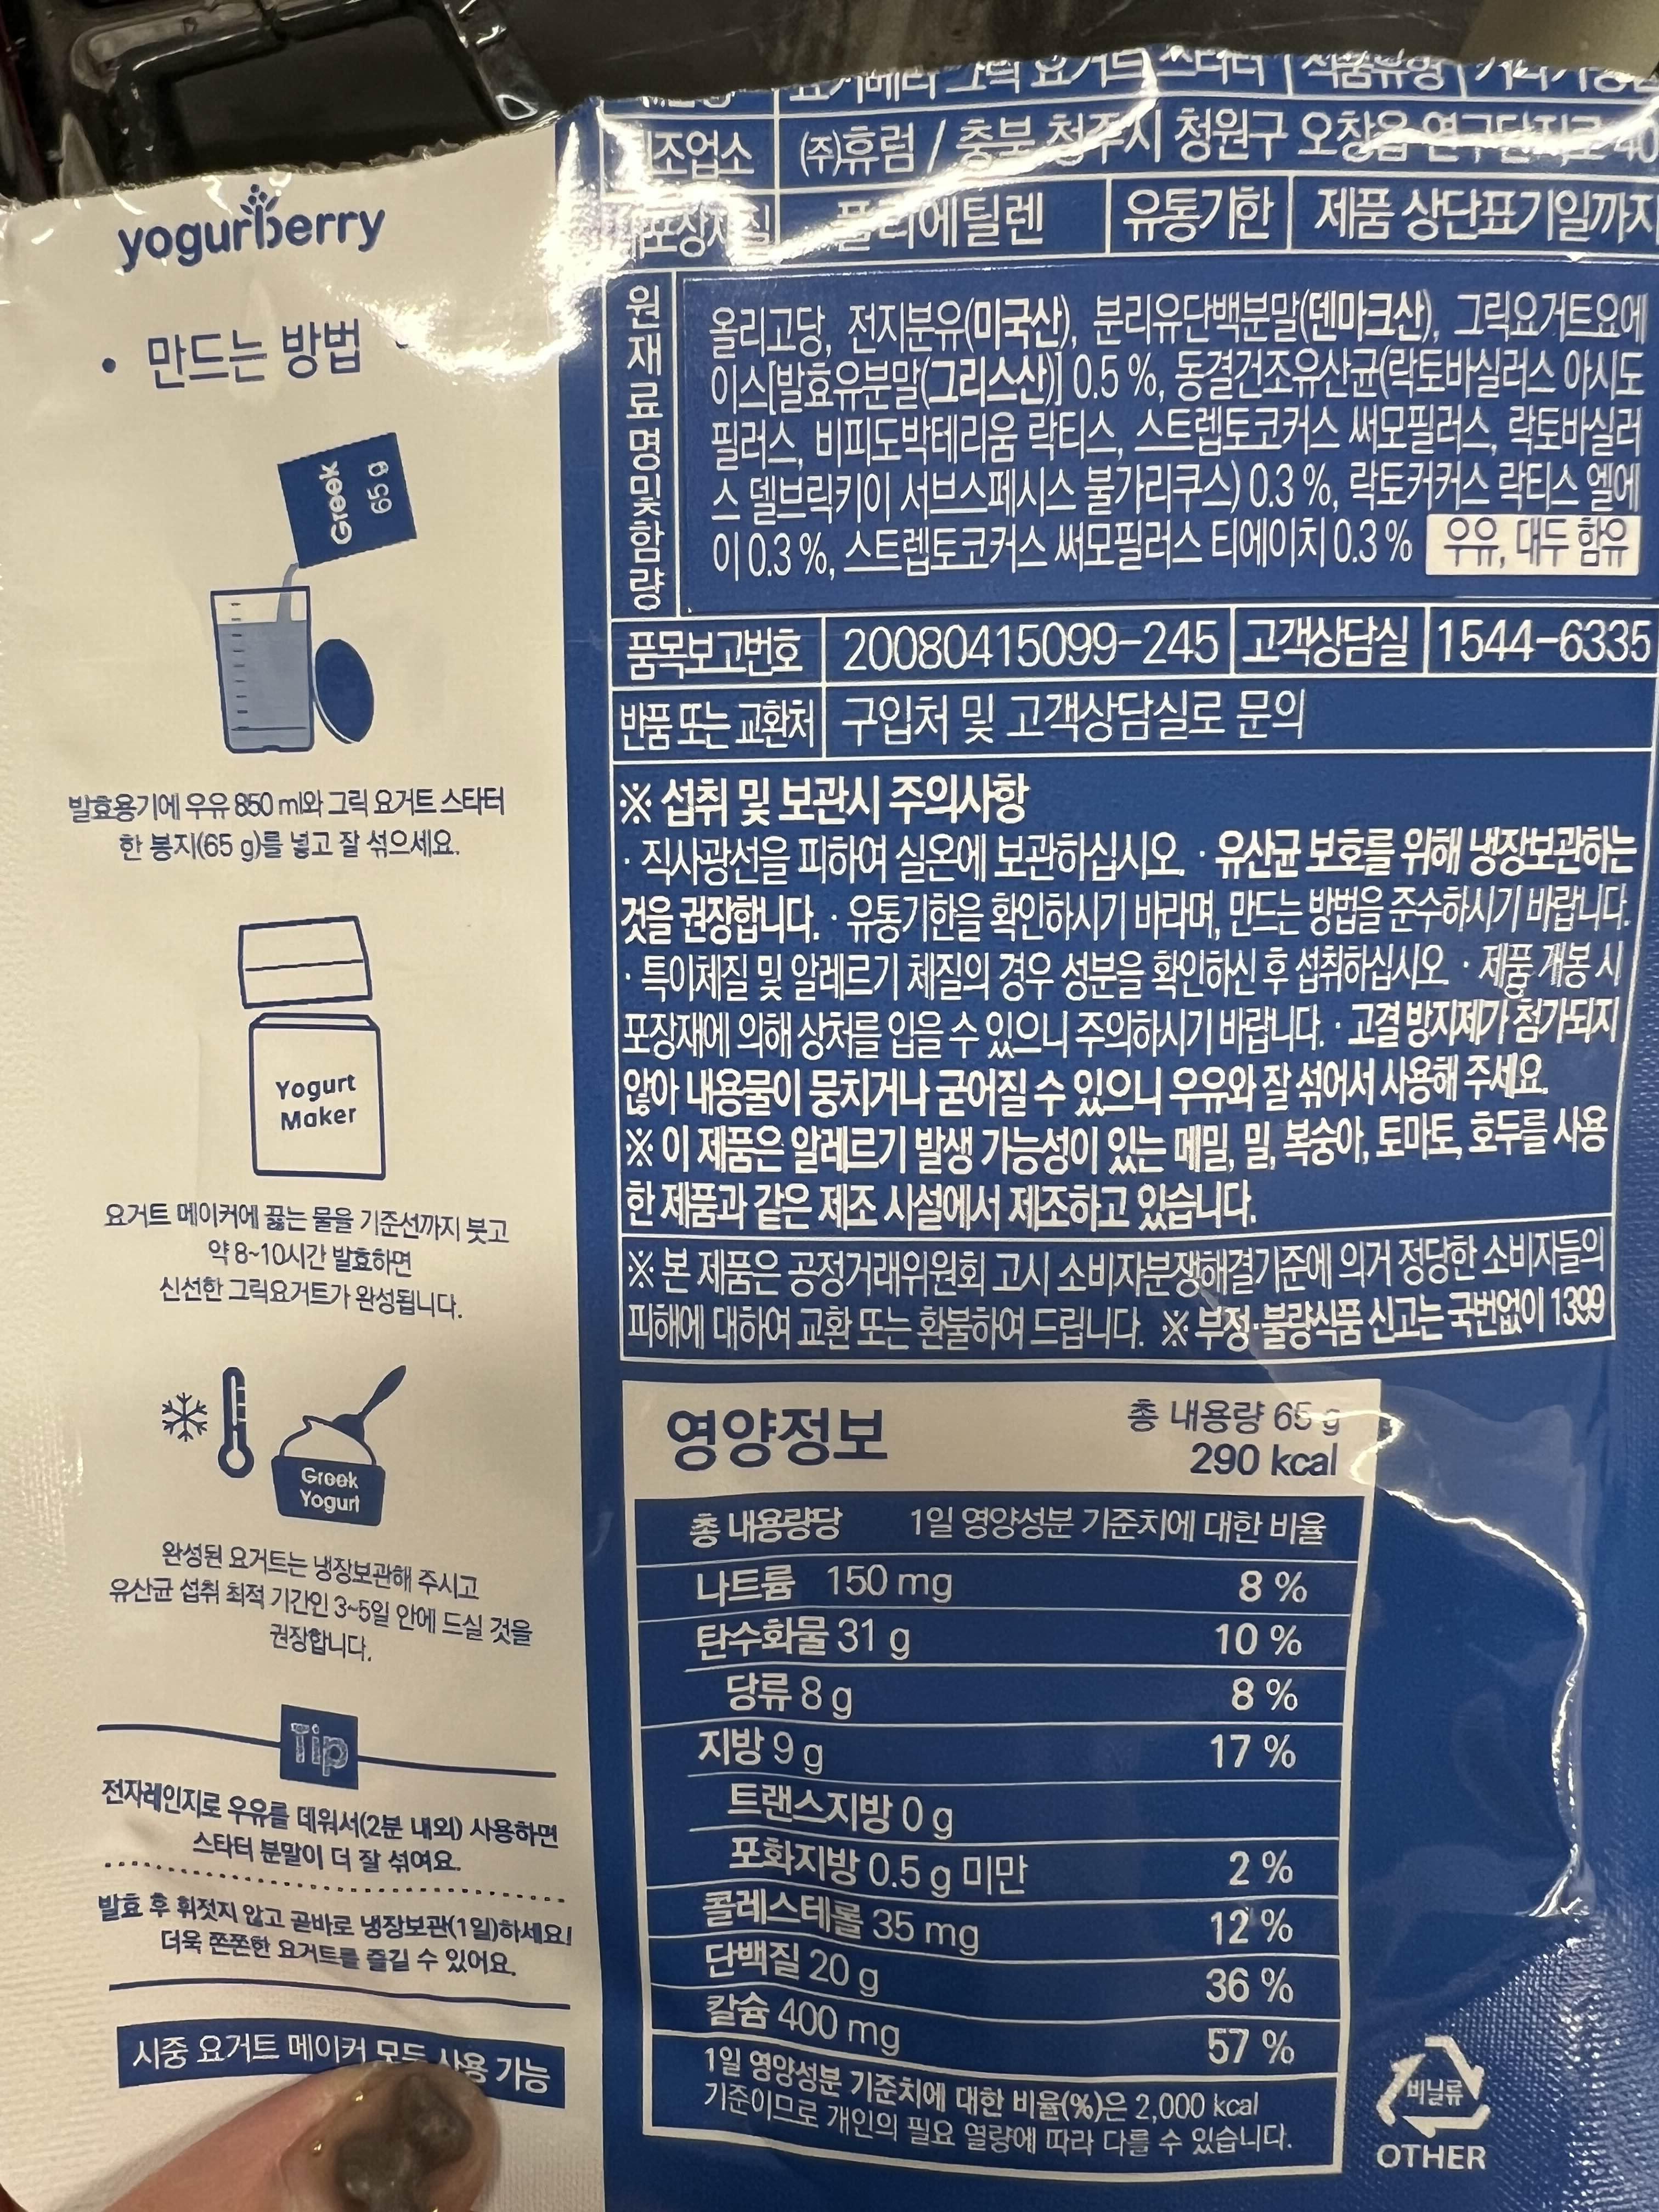 yogurberry
• 만드는 방법 •
Greek
65 g
발효용기에 우유 850 ml와 그릭 요거트 스타터
한 봉지(65 g)를 넣고 잘 섞으세요.
Yogurt
Maker
요거트 메이커에 끓는 물을 기준선까지 붓고
약 8~10시간 발효하면
신선한 그릭요거트가 완성됩니다.
Greek
Yogurt
완성된 요거트는 냉장보관해 주시고
유산균 섭취 최적 기간인 3~5일 안에 드실 것을
권장합니다.
Tip
전자레인지로 우유를 데워서(2분 내외) 사용하면
스타터 분말이 더 잘 섞여요.
발효 후 휘젓지 않고 곧바로 냉장보관(1일)하세요!
더욱 쫀쫀한 요거트를 즐길 수 있어요.
시중 요거트 메이커 모두 사용 가능
요거베리 그릭 요거트 스타터 식품유형
조업소 (주)휴럼 / 충북 청주시 청원구 오창읍 연구단지로 40
포장재질 폴리에틸렌 유통기한 제품 상단표기일까지
원재료명 및 함량
올리고당, 전지분유(미국산), 분리유단백분말(덴마크산), 그릭요거트요에
이스[발효유분말(그리스산)] 0.5 %, 동결건조유산균(락토바실러스 아시도
필러스, 비피도박테리움 락티스, 스트렙토코커스 써모필러스, 락토바실러
스 델브릭키이 서브스페시스 불가리쿠스) 0.3 %, 락토커커스 락티스 엘에
이 0.3 %, 스트렙토코커스 써모필러스 티에이치 0.3 % 우유, 대두 함유
품목보고번호 20080415099-245 고객상담실 1544-6335
반품 또는 교환처 구입처 및 고객상담실로 문의
※ 섭취 및 보관시 주의사항
· 직사광선을 피하여 실온에 보관하십시오. · 유산균 보호를 위해 냉장보관하는
것을 권장합니다. · 유통기한을 확인하시기 바라며, 만드는 방법을 준수하시기 바랍니다.
· 특이체질 및 알레르기 체질의 경우 성분을 확인하신 후 섭취하십시오. · 제품 개봉 시
포장재에 의해 상처를 입을 수 있으니 주의하시기 바랍니다. · 고결 방지제가 첨가되지
않아 내용물이 뭉치거나 굳어질 수 있으니 우유와 잘 섞어서 사용해 주세요.
※ 이 제품은 알레르기 발생 가능성이 있는 메밀, 밀, 복숭아, 토마토, 호두를 사용
한 제품과 같은 제조 시설에서 제조하고 있습니다.
※ 본 제품은 공정거래위원회 고시 소비자분쟁해결기준에 의거 정당한 소비자들의
피해에 대하여 교환 또는 환불하여 드립니다. ※ 부정·불량식품 신고는 국번없이 1399
영양정보 총 내용량 65 g
290 kcal
총 내용량당 1일 영양성분 기준치에 대한 비율
나트륨 150 mg 8 %
탄수화물 31 g 10 %
당류 8 g 8 %
지방 9 g 17 %
트랜스지방 0 g
포화지방 0.5 g 미만 2 %
콜레스테롤 35 mg 12 %
단백질 20 g 36 %
칼슘 400 mg 57 %
1일 영양성분 기준치에 대한 비율(%)은 2,000 kcal
기준이므로 개인의 필요 열량에 따라 다를 수 있습니다.
비닐류
OTHER